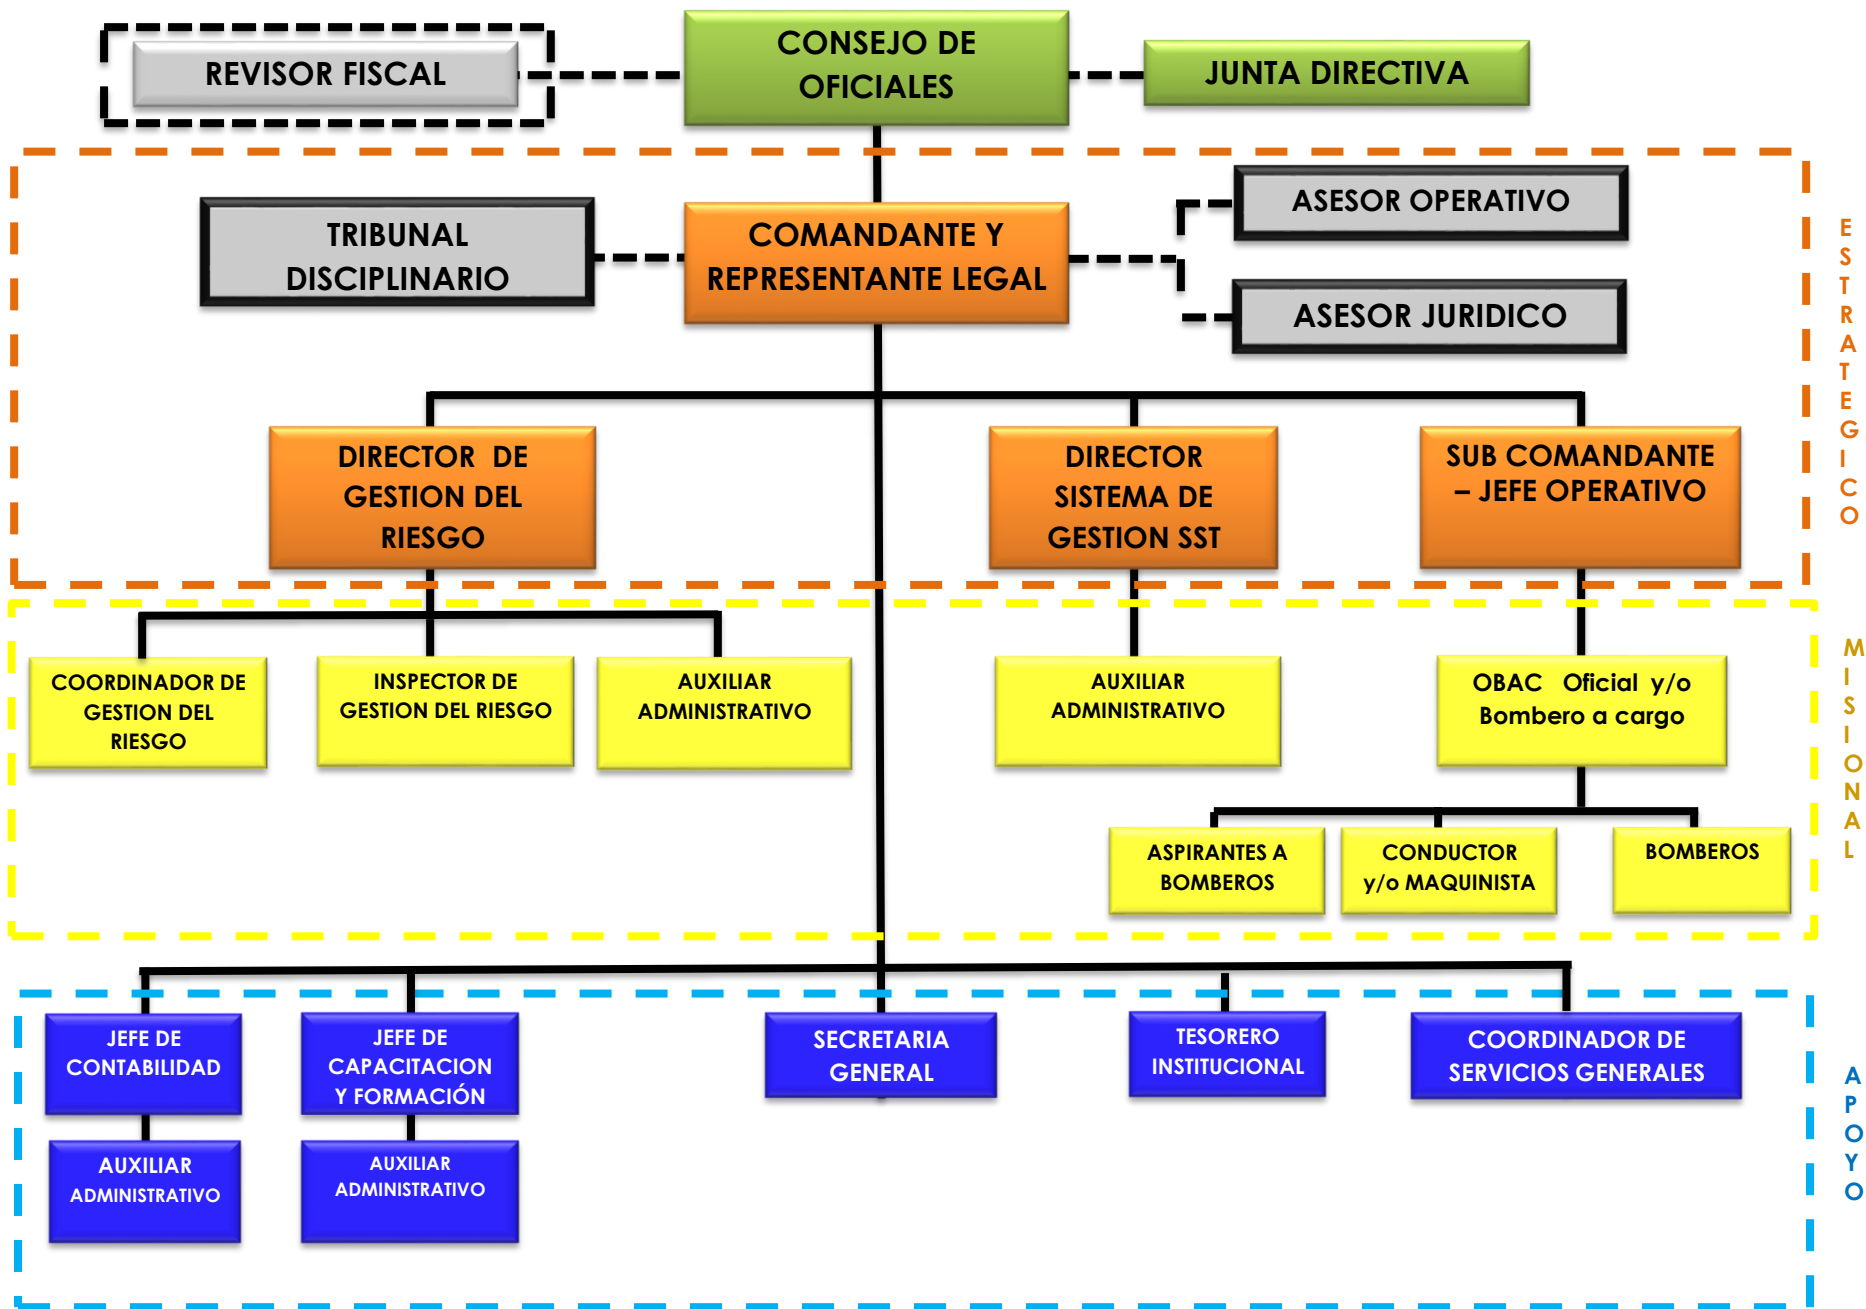 REVISOR FISCAL
CONSEJO DE
OFICIALES
JUNTA DIRECTIVA
TRIBUNAL
DISCIPLINARIO
COMANDANTE Y
REPRESENTANTE LEGAL
ASESOR OPERATIVO
ASESOR JURIDICO
ESTRATEGICO
DIRECTOR DE
GESTION DEL
RIESGO
DIRECTOR
SISTEMA DE
GESTION SST
SUB COMANDANTE
– JEFE OPERATIVO
COORDINADOR DE
GESTION DEL
RIESGO
INSPECTOR DE
GESTION DEL RIESGO
AUXILIAR
ADMINISTRATIVO
AUXILIAR
ADMINISTRATIVO
OBAC Oficial y/o
Bombero a cargo
MISIONAL
ASPIRANTES A
BOMBEROS
CONDUCTOR
y/o MAQUINISTA
BOMBEROS
JEFE DE
CONTABILIDAD
JEFE DE
CAPACITACION
Y FORMACIÓN
SECRETARIA
GENERAL
TESORERO
INSTITUCIONAL
COORDINADOR DE
SERVICIOS GENERALES
APOYO
AUXILIAR
ADMINISTRATIVO
AUXILIAR
ADMINISTRATIVO